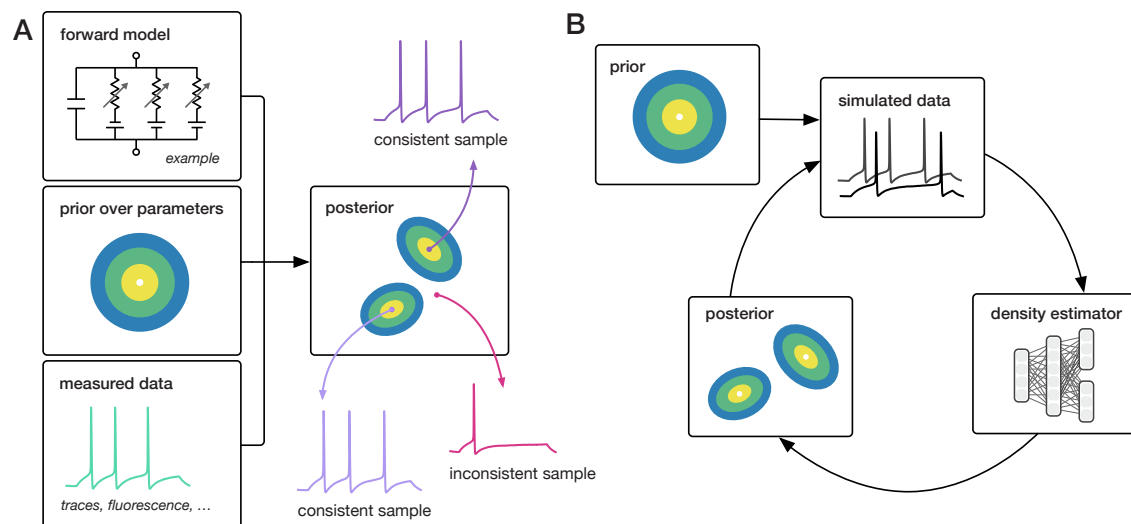 A
forward model
example
prior over parameters
measured data
traces, fluorescence, ...
consistent sample
posterior
consistent sample
inconsistent sample
B
prior
simulated data
posterior
density estimator